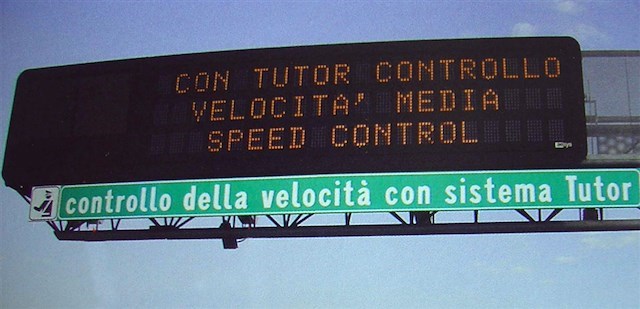 CON TUTOR CONTROLLO
VELOCITA' MEDIA
SPEED CONTROL
controllo della velocità con sistema Tutor